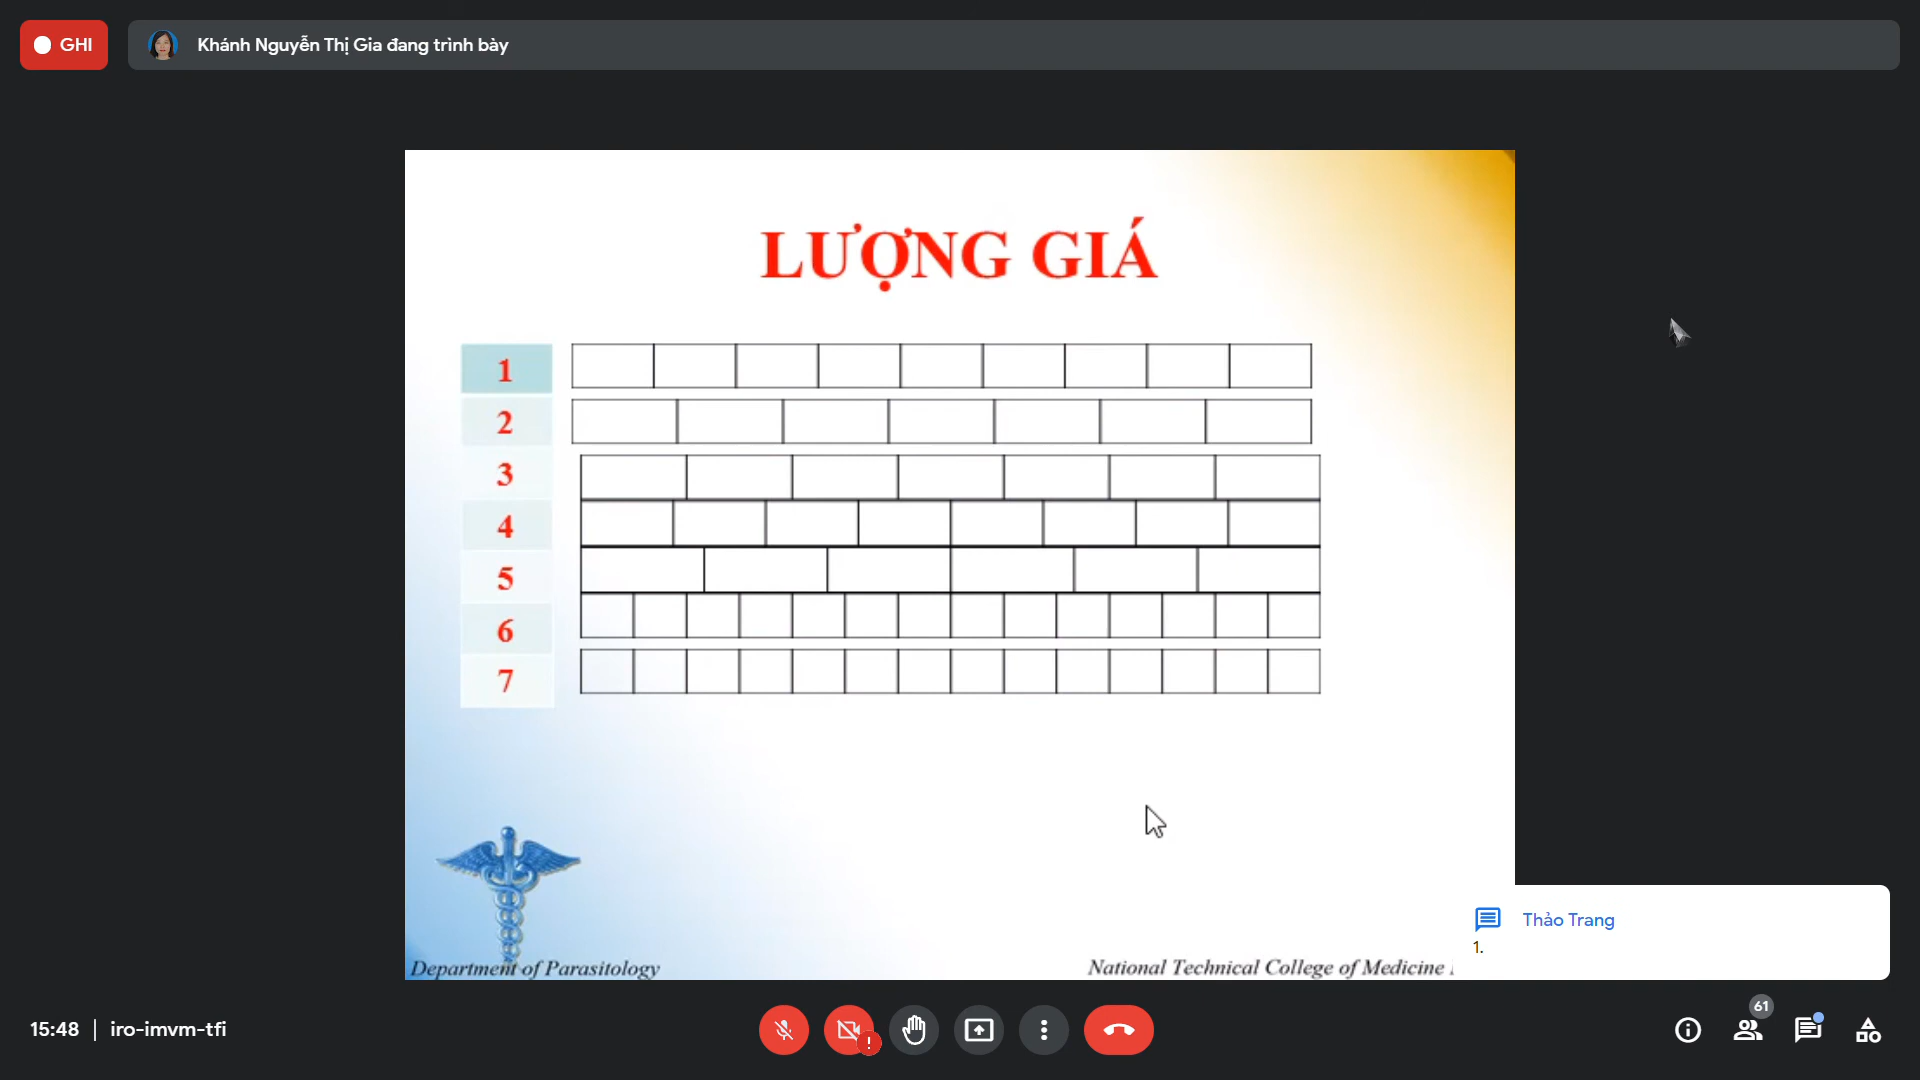 GHI
Khánh Nguyễn Thị Gia đang trình bày
LƯỢNG GIÁ
1
2
3
4
5
6
7
Department of Parasitology
National Technical College of Medicine
Thảo Trang
1.
15:48 | iro-imvm-tfi
!
61